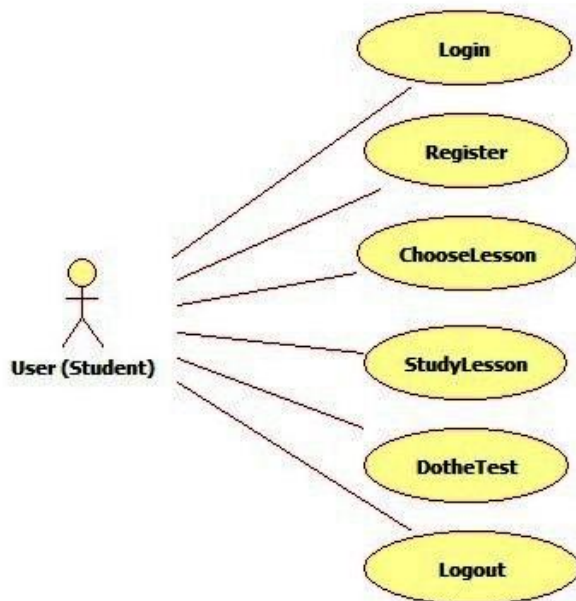 Login
Register
ChooseLesson
User (Student)
StudyLesson
DotheTest
Logout